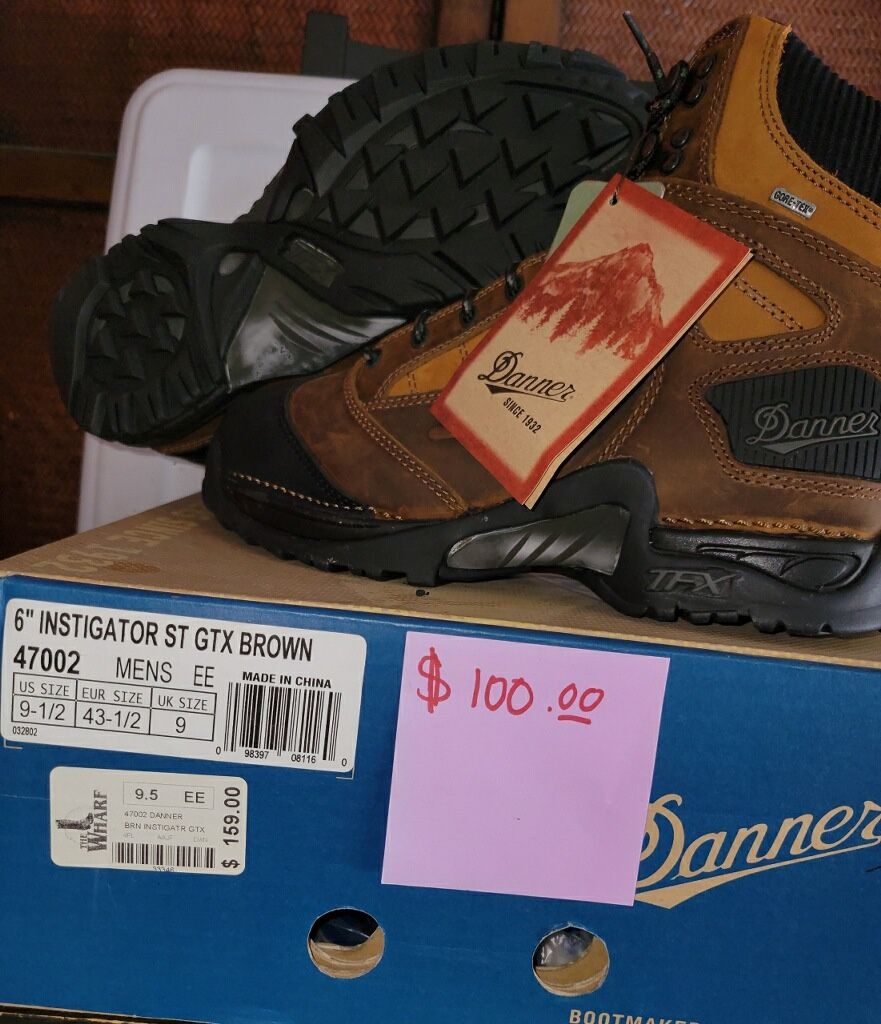 GORE-TEX®
Danner
SINCE 1932
Danner
TFX
6" INSTIGATOR ST GTX BROWN
47002 MENS EE
MADE IN CHINA
US SIZE EUR SIZE UK SIZE
9-1/2 43-1/2 9
032802
0 98397 08116 0
$ 100.00
THE WHARF
9.5 EE
47002 DANNER
BRN INSTIGATR GTX
$ 159.00
Danner
BOOTMAKER